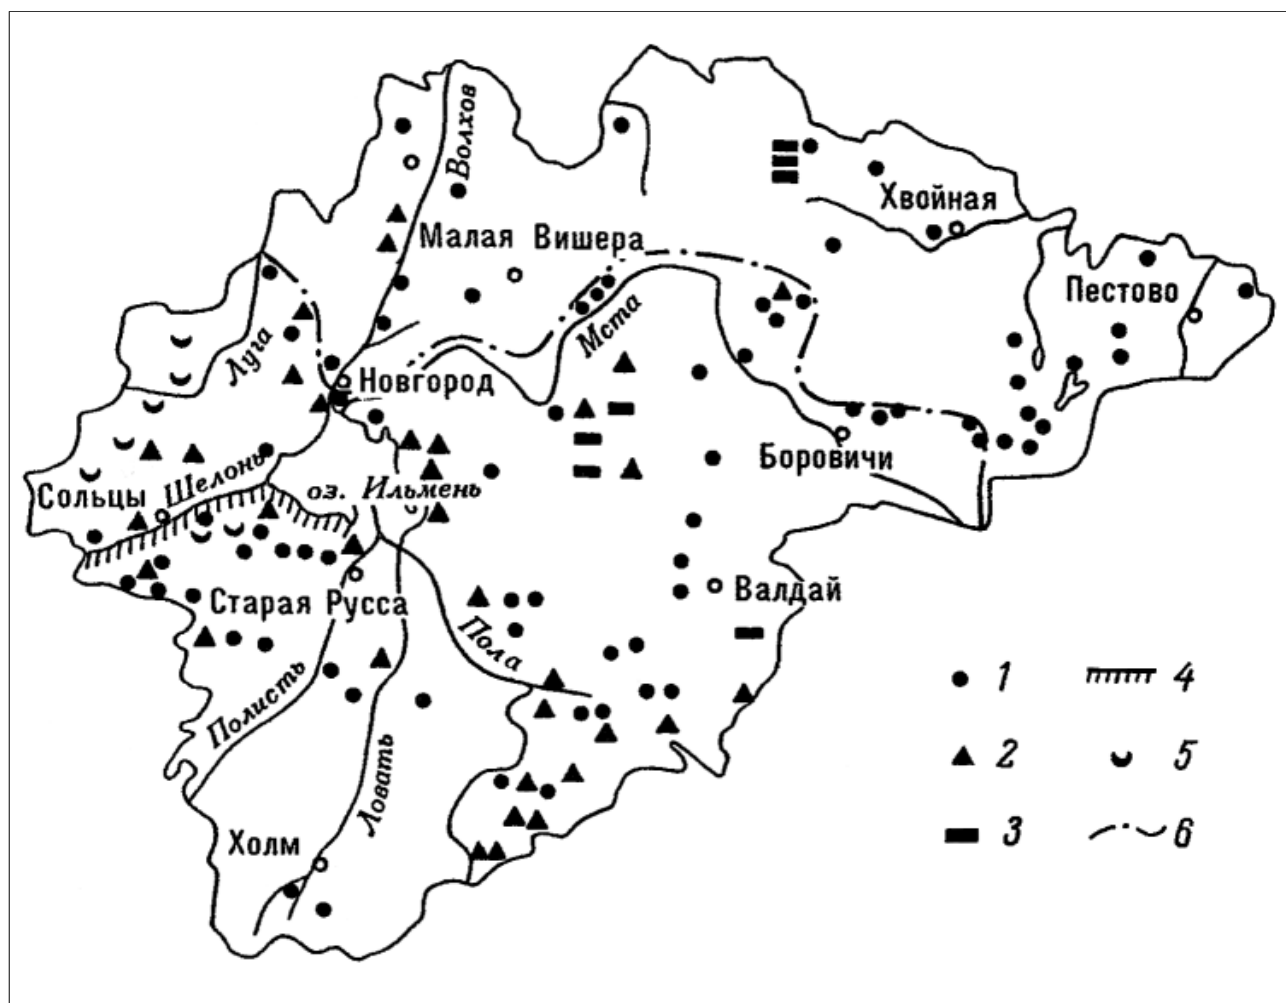 Волхов
Хвойная
Малая Вишера
Пестово
Мста
Луга
Новгород
Боровичи
Шелонь
Сольцы
оз. Ильмень
Валдай
Старая Русса
Пола
Полисть
Ловать
Холм
1 4
2 5
3 6